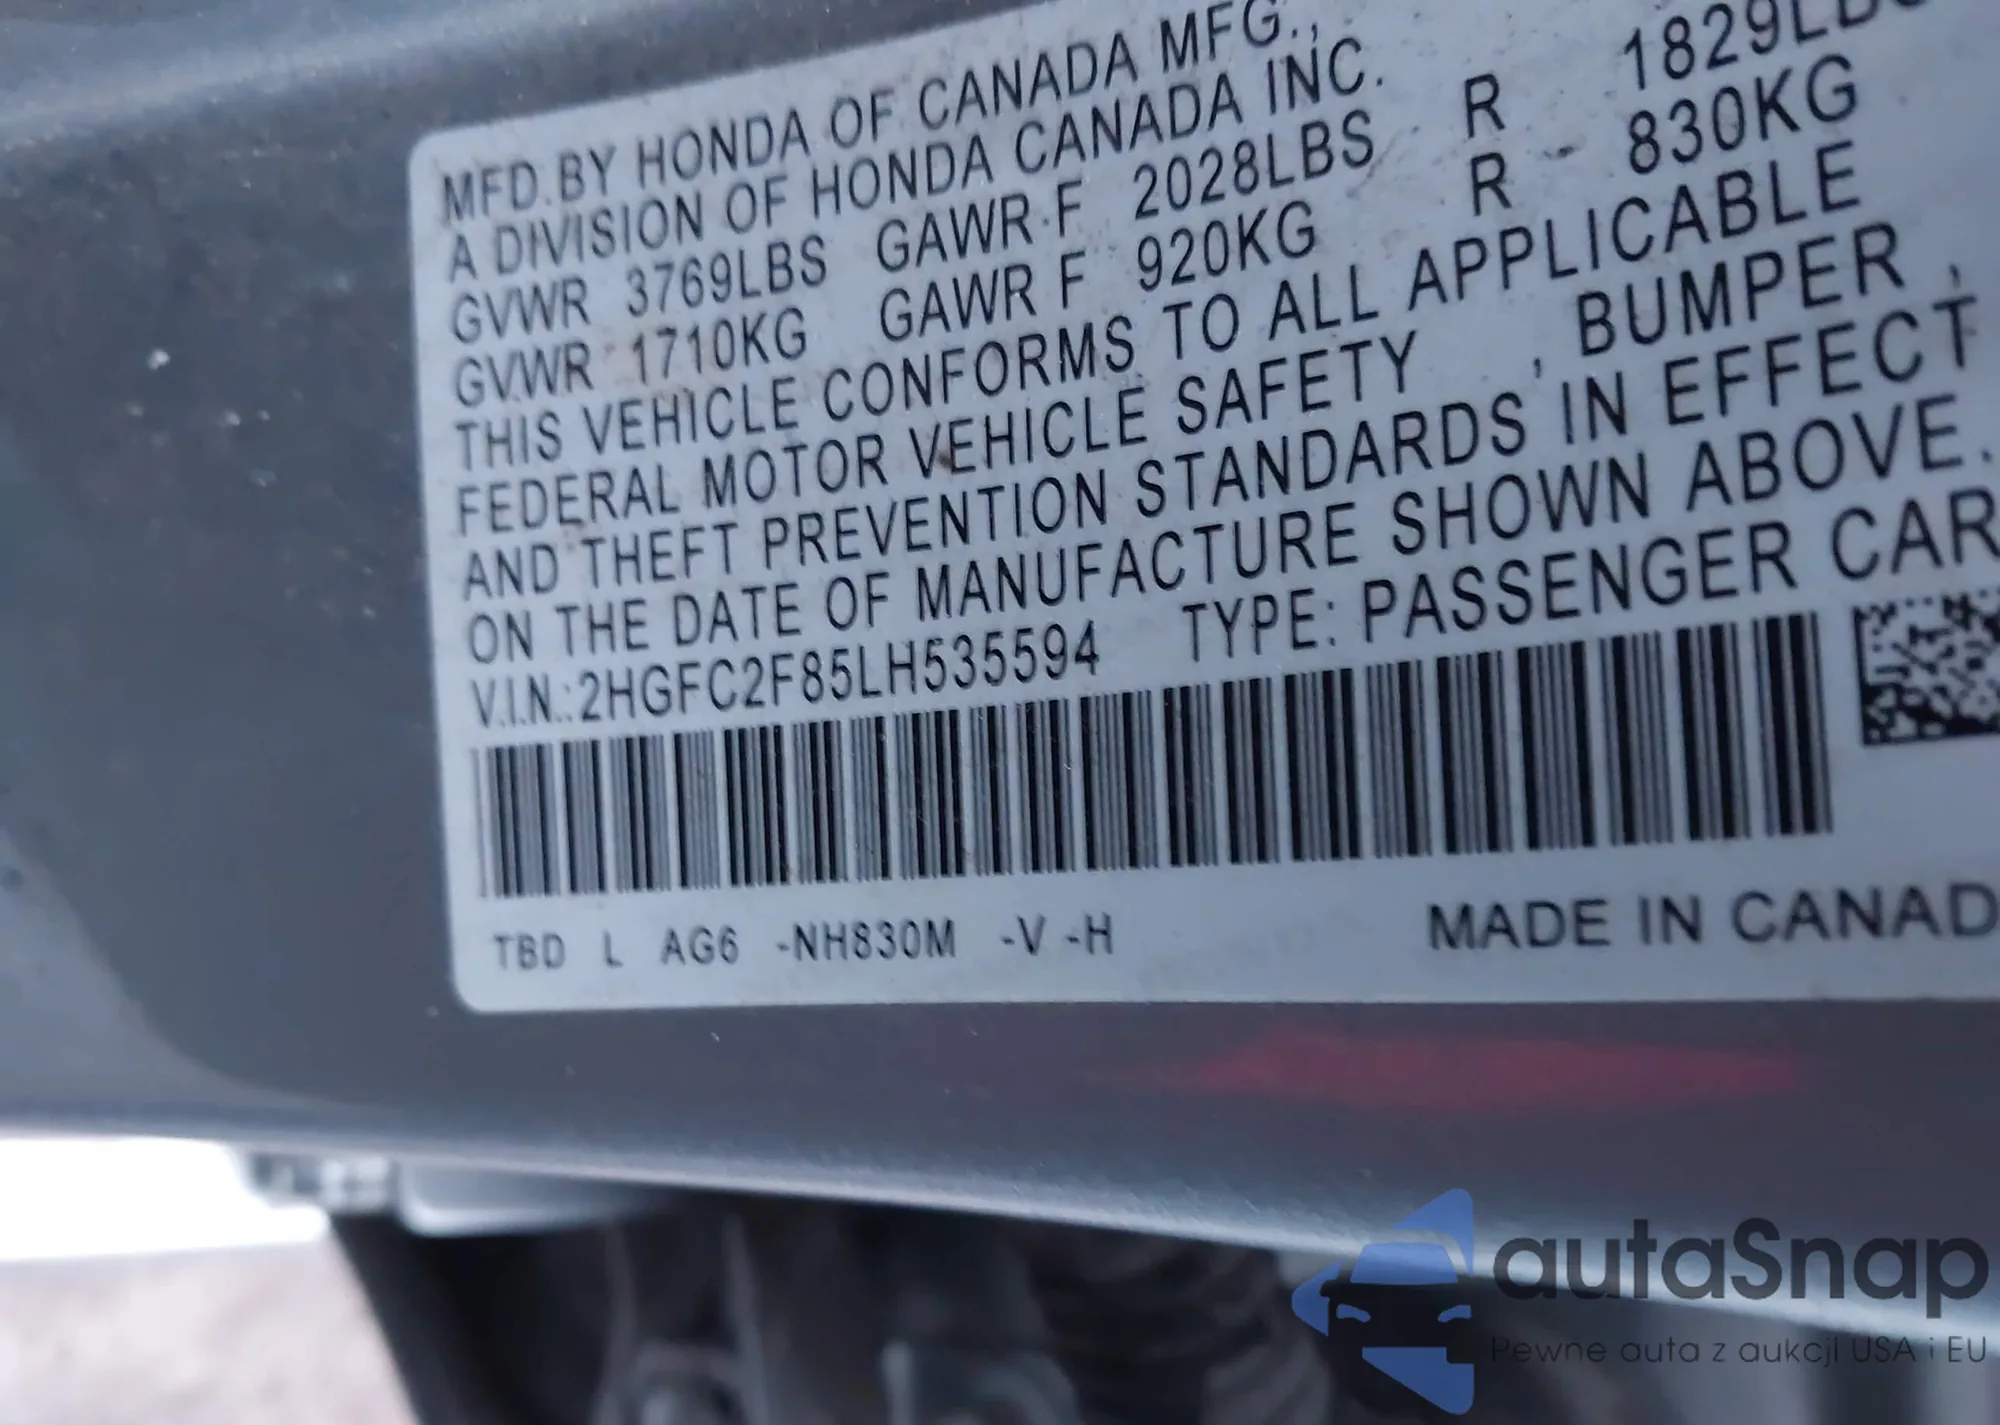 MFD. BY HONDA OF CANADA MFG.,
A DIVISION OF HONDA CANADA INC.
GVWR 3769LBS GAWR F 2028LBS R 1829LBS
GVWR 1710KG GAWR F 920KG R 830KG
THIS VEHICLE CONFORMS TO ALL APPLICABLE
FEDERAL MOTOR VEHICLE SAFETY , BUMPER ,
AND THEFT PREVENTION STANDARDS IN EFFECT
ON THE DATE OF MANUFACTURE SHOWN ABOVE.
V.I.N.:2HGFC2F85LH535594 TYPE: PASSENGER CAR
TBD L AG6 -NH830M -V -H MADE IN CANAD
autaSnap
Pewne auta z aukcji USA i EU